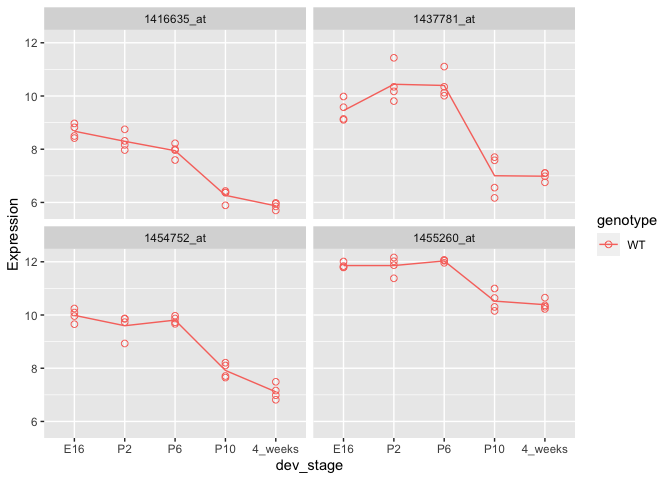 1416635_at
1437781_at
12
10
8
6
1454752_at
1455260_at
12
10
8
6
Expression
E16 P2 P6 P10 4_weeks
E16 P2 P6 P10 4_weeks
dev_stage
genotype
WT